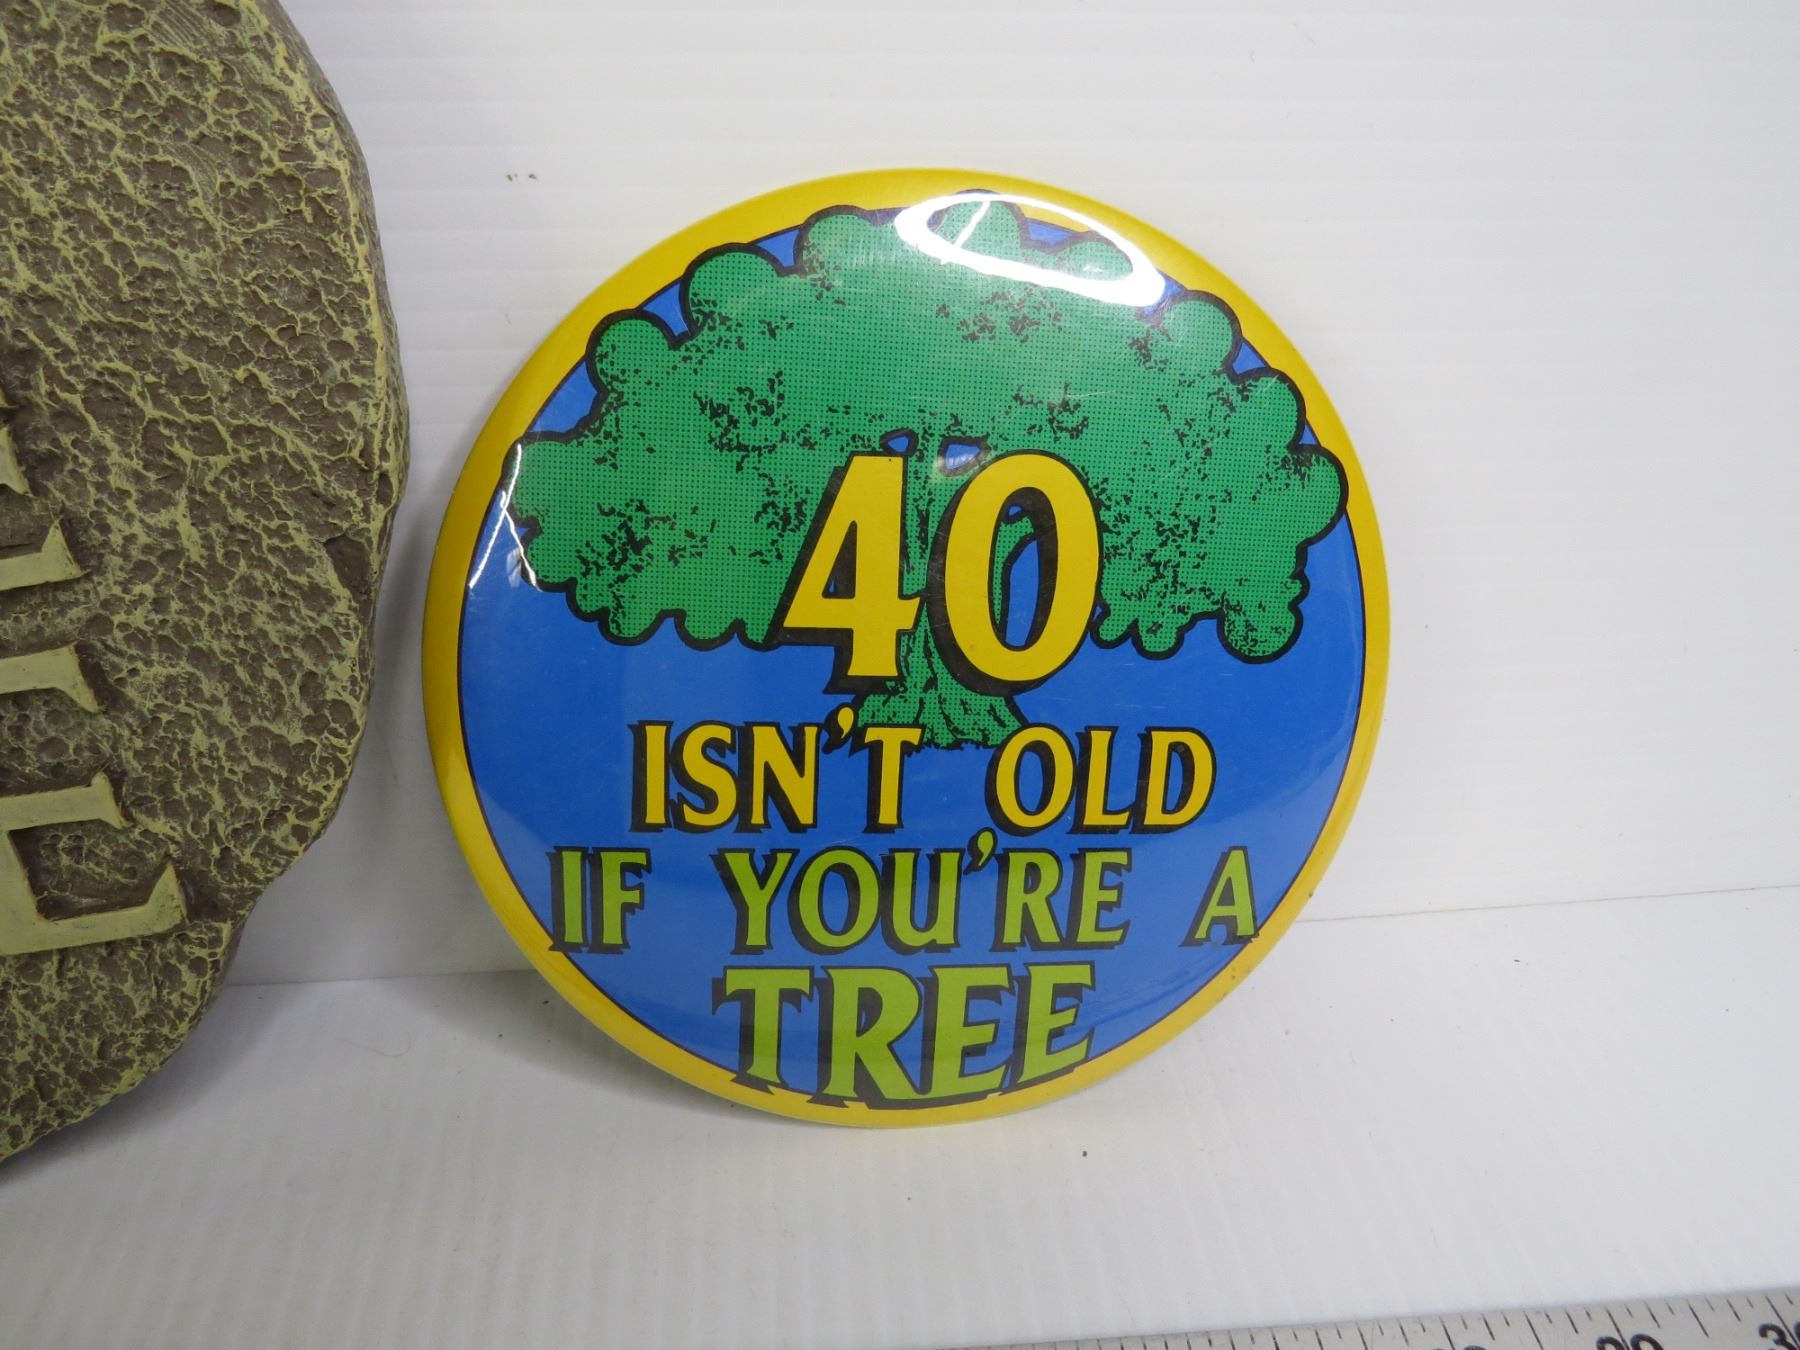 40
ISN'T OLD
IF YOU'RE A
TREE